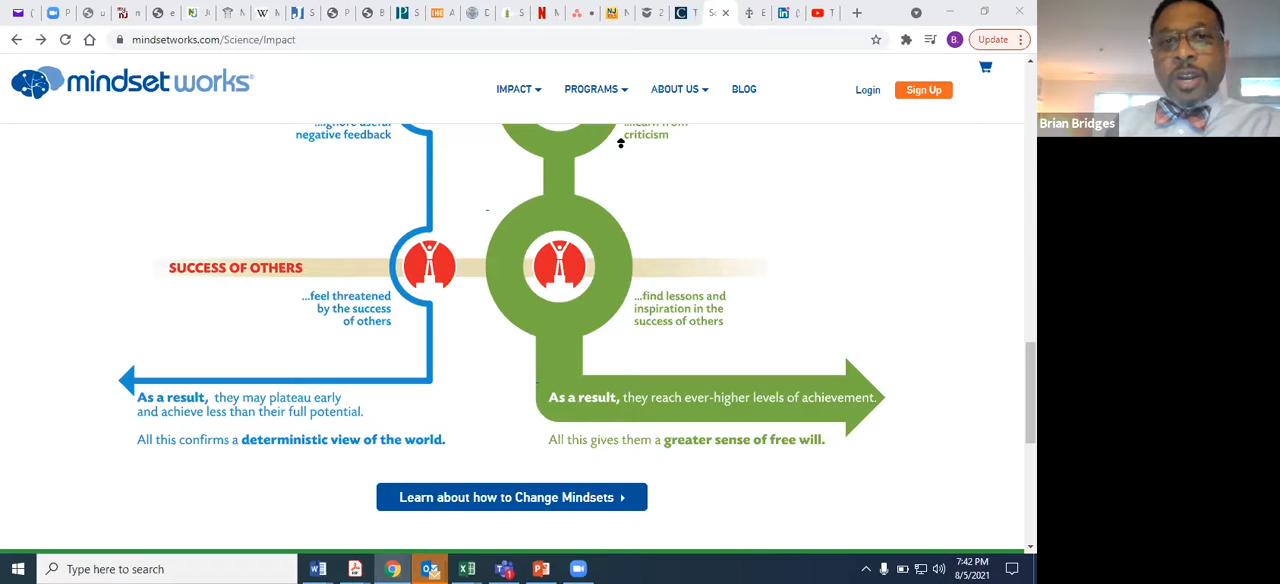 mindsetworks.com/Science/Impact
B.
Update
mindset works
IMPACT
PROGRAMS
ABOUT US
BLOG
Login
Sign Up
Brian Bridges
...ignore useful
negative feedback
...learn from
criticism
SUCCESS OF OTHERS
...feel threatened
by the success
of others
...find lessons and
inspiration in the
success of others
As a result, they may plateau early
and achieve less than their full potential.
All this confirms a deterministic view of the world.
As a result, they reach ever-higher levels of achievement.
All this gives them a greater sense of free will.
Learn about how to Change Mindsets
Type here to search
7:42 PM
8/5/2021